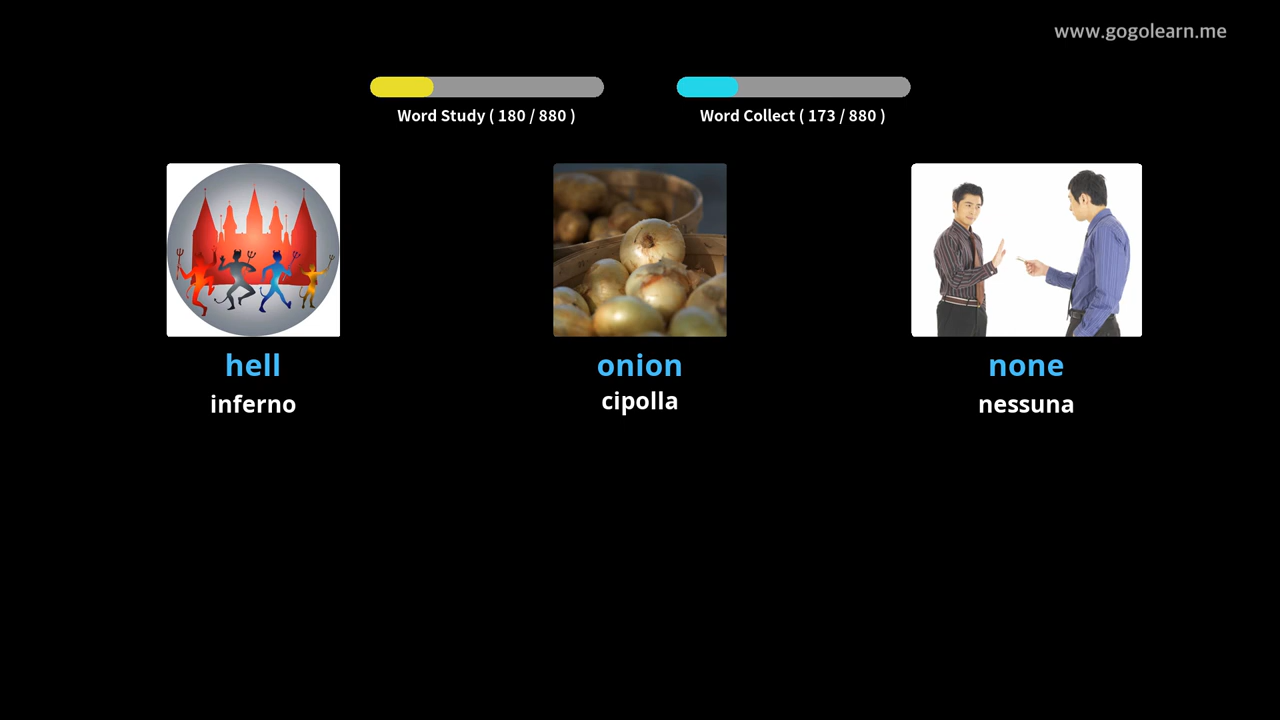 www.gogolearn.me
Word Study ( 180 / 880 )
Word Collect ( 173 / 880 )
hell
inferno
onion
cipolla
none
nessuna